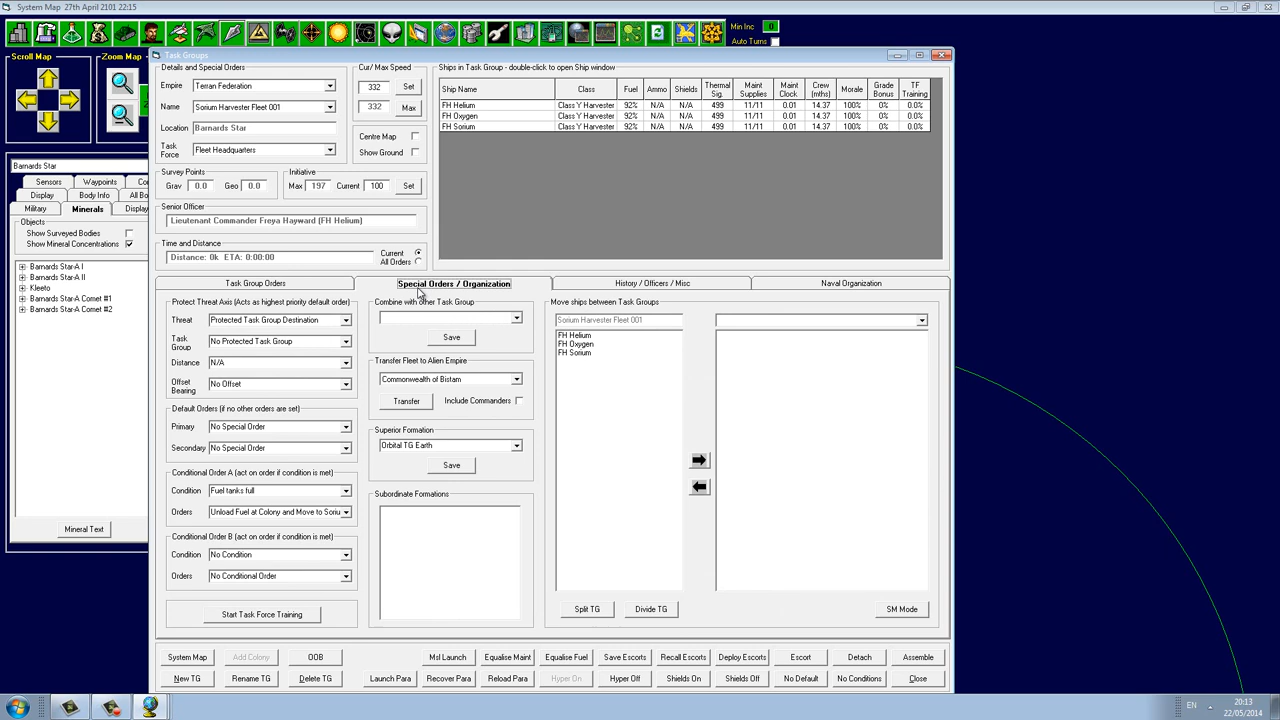 System Map 27th April 2101 22:15
Min Inc 0
Auto Turns
Scroll Map
Zoom Map
Barnards Star
Sensors Waypoints Con
Display Body Info All Bo
Military Minerals Display
Objects
Show Surveyed Bodies
Show Mineral Concentrations
Barnards Star-A I
Barnards Star-A II
Kleeto
Barnards Star-A Comet #1
Barnards Star-A Comet #2
Mineral Text
Task Groups
Details and Special Orders
Empire Terran Federation
Name Sorium Harvester Fleet 001
Location Barnards Star
Task Force Fleet Headquarters
Cur/ Max Speed
332 Set
332 Max
Centre Map
Show Ground
Survey Points
Grav 0.0 Geo 0.0
Initiative
Max 197 Current 100 Set
Senior Officer
Lieutenant Commander Freya Hayward (FH Helium)
Time and Distance
Distance: 0k ETA: 0:00:00
Current
All Orders
Ships in Task Group - double-click to open Ship window
Ship Name Class Fuel Ammo Shields Thermal Sig. Maint Supplies Maint Clock Crew (mths) Morale Grade Bonus TF Training
FH Helium Class Y Harvester 92% N/A N/A 499 11/11 0.01 14.37 100% 0% 0.0%
FH Oxygen Class Y Harvester 92% N/A N/A 499 11/11 0.01 14.37 100% 0% 0.0%
FH Sorium Class Y Harvester 92% N/A N/A 499 11/11 0.01 14.37 100% 0% 0.0%
Task Group Orders Special Orders / Organization History / Officers / Misc Naval Organization
Protect Threat Axis (Acts as highest priority default order)
Threat Protected Task Group Destination
Task Group No Protected Task Group
Distance N/A
Offset Bearing No Offset
Default Orders (if no other orders are set)
Primary No Special Order
Secondary No Special Order
Conditional Order A (act on order if condition is met)
Condition Fuel tanks full
Orders Unload Fuel at Colony and Move to Soriu
Conditional Order B (act on order if condition is met)
Condition No Condition
Orders No Conditional Order
Start Task Force Training
Combine with other Task Group
Save
Transfer Fleet to Alien Empire
Commonwealth of Bistam
Transfer Include Commanders
Superior Formation
Orbital TG Earth
Save
Subordinate Formations
Move ships between Task Groups
Sorium Harvester Fleet 001
FH Helium
FH Oxygen
FH Sorium
Split TG Divide TG SM Mode
System Map Add Colony OOB Msl Launch Equalise Maint Equalise Fuel Save Escorts Recall Escorts Deploy Escorts Escort Detach Assemble
New TG Rename TG Delete TG Launch Para Recover Para Reload Para Hyper On Hyper Off Shields On Shields Off No Default No Conditions Close
EN
20:13
22/05/2014